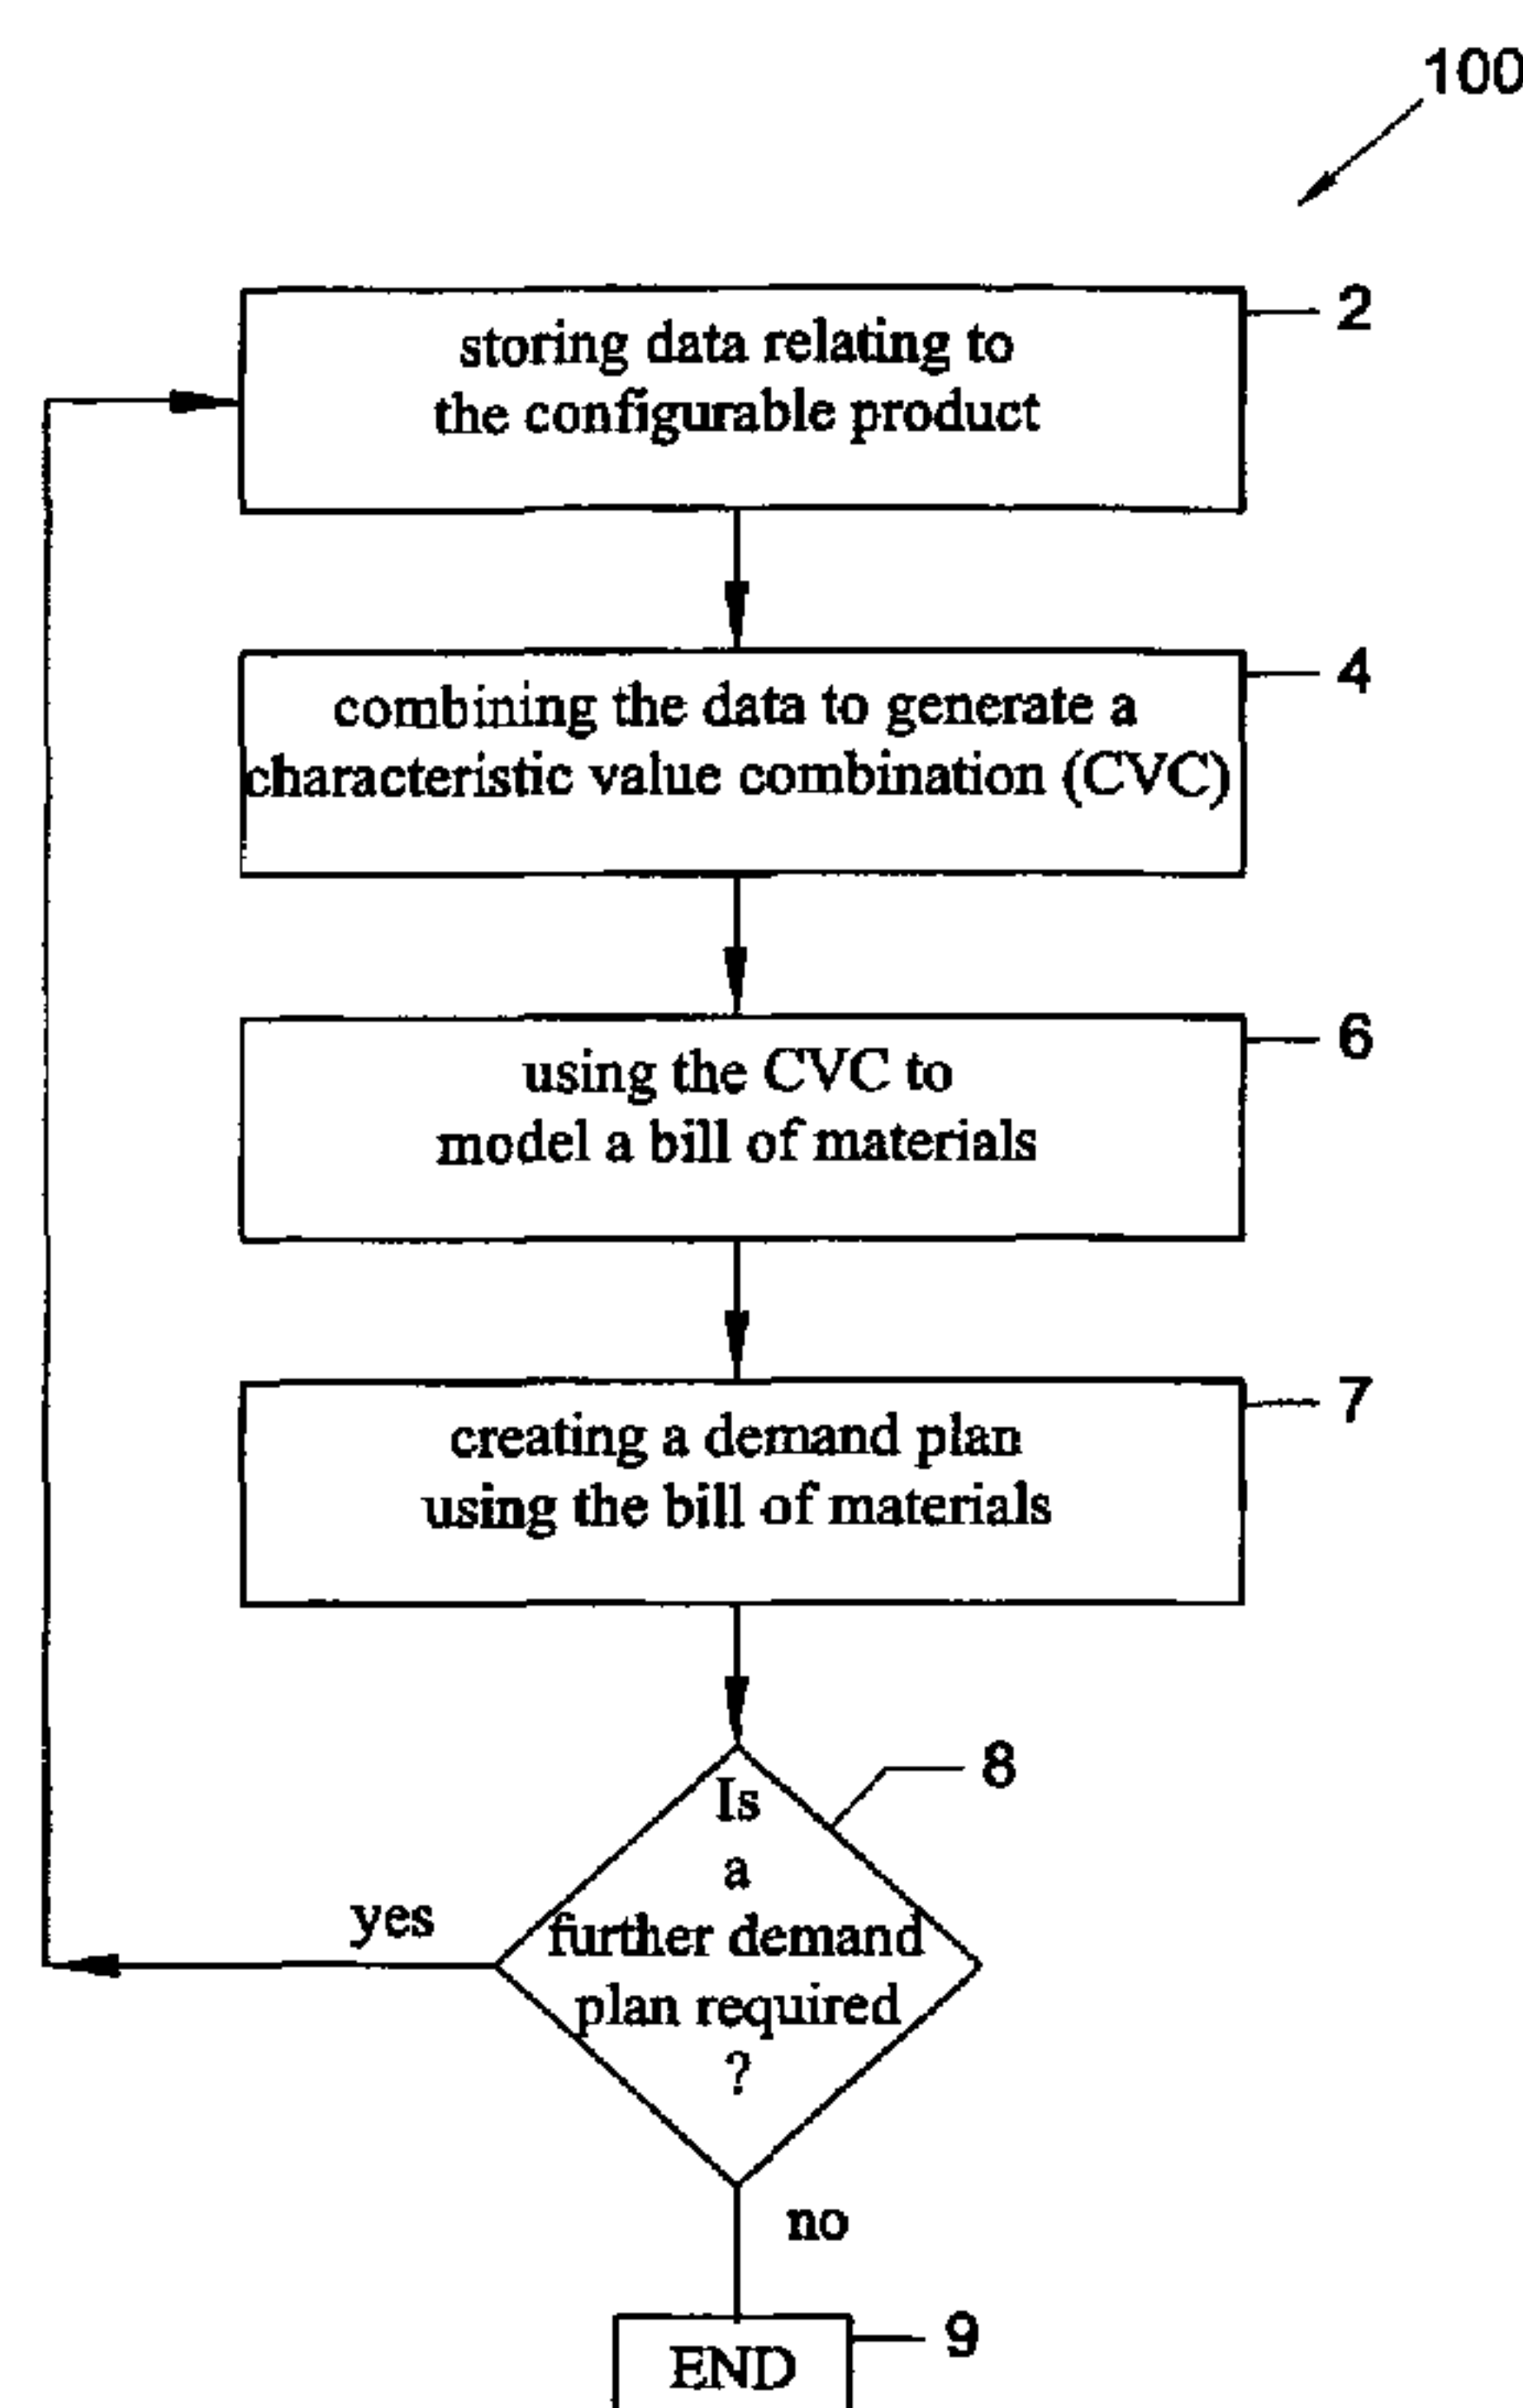 100
storing data relating to
the configurable product
2
combining the data to generate a
characteristic value combination (CVC)
4
using the CVC to
model a bill of materials
6
creating a demand plan
using the bill of materials
7
Is
a
further demand
plan required
?
8
yes
no
END
9